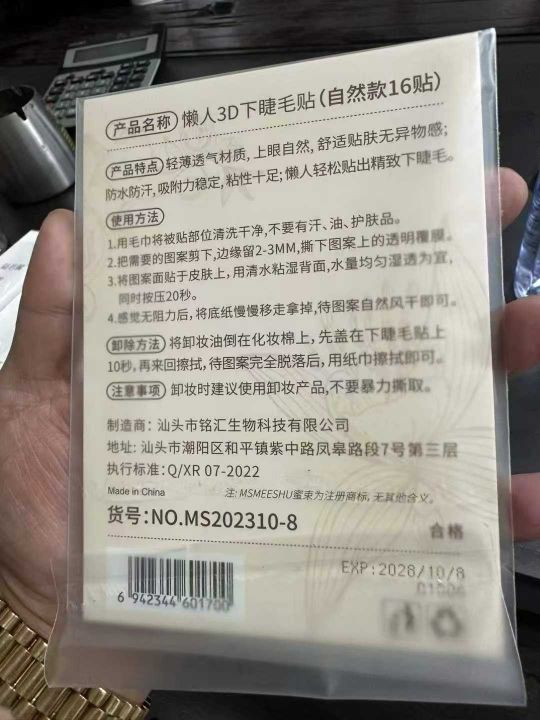 产品名称 懒人3D下睫毛贴(自然款16贴)
产品特点 轻薄透气材质, 上眼自然, 舒适贴肤无异物感;
防水防汗, 吸附力稳定, 粘性十足; 懒人轻松贴出精致下睫毛。
使用方法
1.用毛巾将被贴部位清洗干净, 不要有汗、油、护肤品。
2.把需要的图案剪下, 边缘留2-3MM, 撕下图案上的透明覆膜。
3.将图案面贴于皮肤上, 用清水粘湿背面, 水量均匀湿透为宜,
同时按压20秒。
4.感觉无阻力后, 将底纸慢慢移走拿掉, 待图案自然风干即可。
卸除方法 将卸妆油倒在化妆棉上, 先盖在下睫毛贴上
10秒, 再来回擦拭, 待图案完全脱落后, 用纸巾擦拭即可。
注意事项 卸妆时建议使用卸妆产品, 不要暴力撕取。
制造商: 汕头市铭汇生物科技有限公司
地址: 汕头市潮阳区和平镇紫中路凤皋路段7号第三层
执行标准: Q/XR 07-2022
Made in China
注: MSMEESHU蜜束为注册商标, 无其他含义。
货号: NO.MS202310-8
合格
EXP:2028/10/8
6 942344 601700